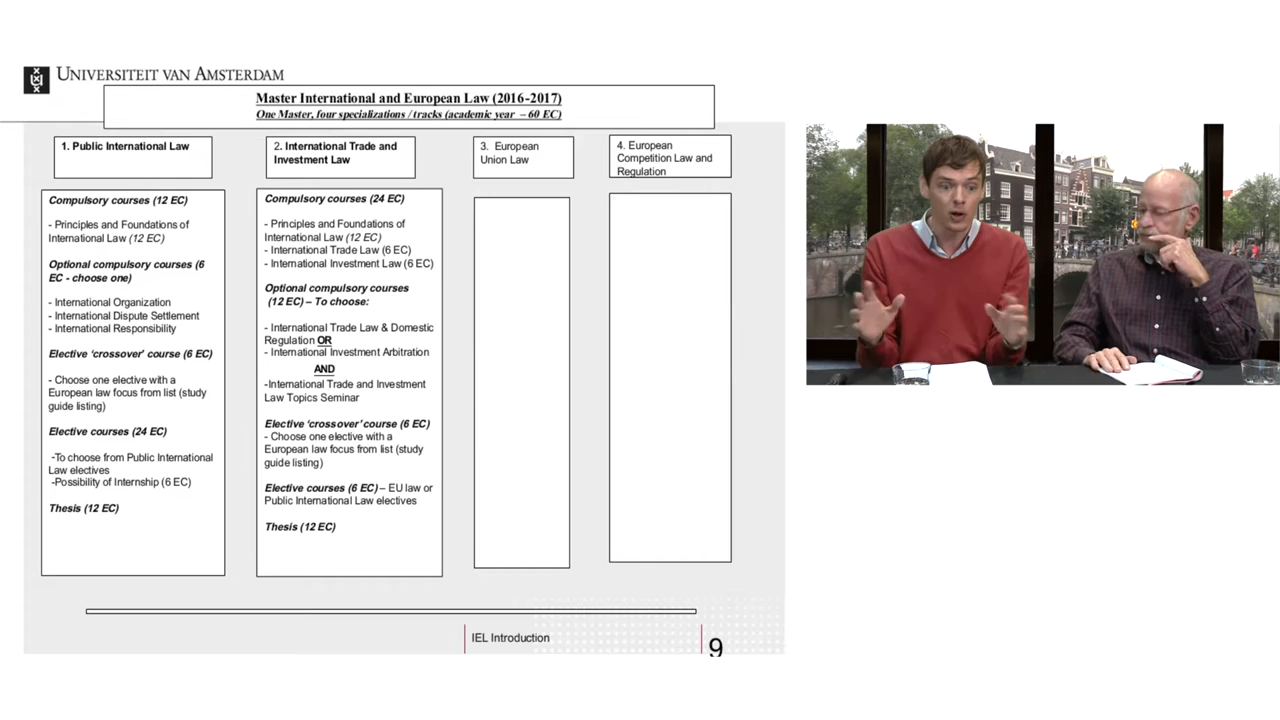 UNIVERSITEIT VAN AMSTERDAM
Master International and European Law (2016-2017)
One Master, four specializations / tracks (academic year – 60 EC)
1. Public International Law
2. International Trade and
Investment Law
3. European
Union Law
4. European
Competition Law and
Regulation
Compulsory courses (12 EC)
- Principles and Foundations of
International Law (12 EC)
Optional compulsory courses (6
EC - choose one)
- International Organization
- International Dispute Settlement
- International Responsibility
Elective ‘crossover’ course (6 EC)
- Choose one elective with a
European law focus from list (study
guide listing)
Elective courses (24 EC)
-To choose from Public International
Law electives
-Possibility of Internship (6 EC)
Thesis (12 EC)
Compulsory courses (24 EC)
- Principles and Foundations of
International Law (12 EC)
- International Trade Law (6 EC)
- International Investment Law (6 EC)
Optional compulsory courses
(12 EC) – To choose:
- International Trade Law & Domestic
Regulation OR
- International Investment Arbitration
AND
-International Trade and Investment
Law Topics Seminar
Elective ‘crossover’ course (6 EC)
- Choose one elective with a
European law focus from list (study
guide listing)
Elective courses (6 EC) – EU law or
Public International Law electives
Thesis (12 EC)
IEL Introduction
9